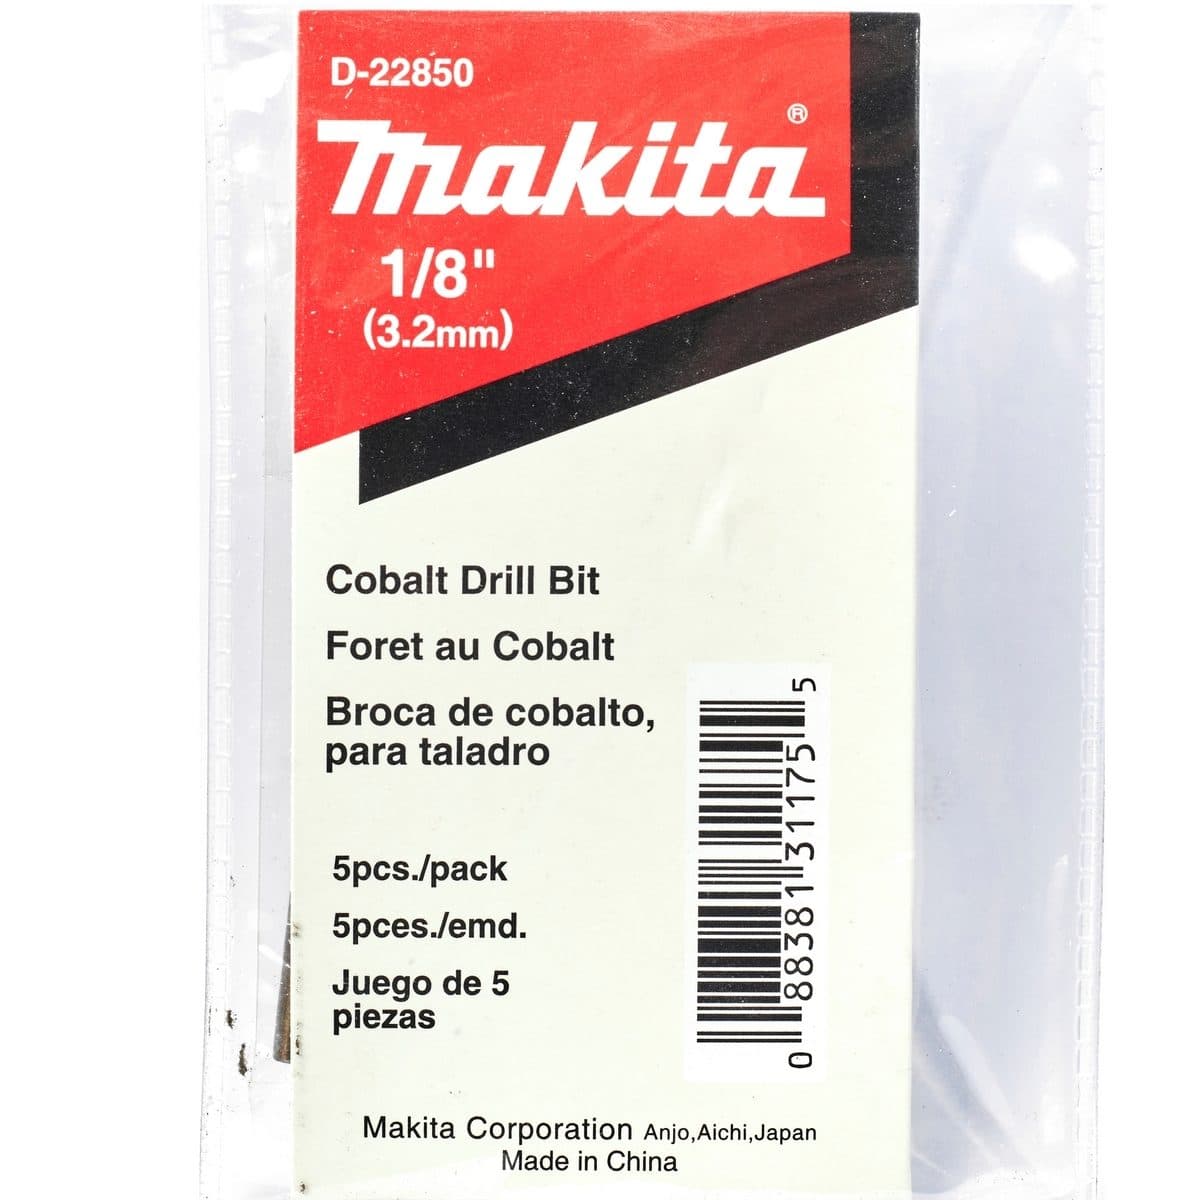 D-22850
Makita®
1/8"
(3.2mm)
Cobalt Drill Bit
Foret au Cobalt
Broca de cobalto,
para taladro
5pcs./pack
5pces./emd.
Juego de 5
piezas
0 88381 31175 5
Makita Corporation Anjo,Aichi,Japan
Made in China